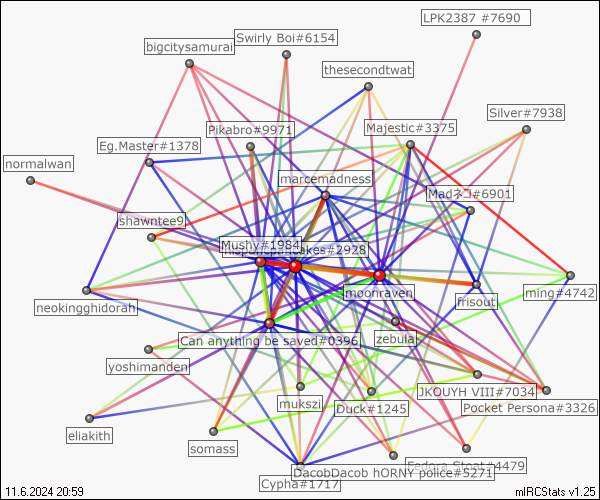 LPK2387 #7690
Swirly Boi#6154
bigcitysamurai
thesecondtwat
Silver#7938
Pikabro#9971
Majestic#3375
Eg.Master#1378
normalwan
marcemadness
Madネコ#6901
shawntee9
Mushy#1984
cakes#2928
moonraven
frisout
ming#4742
neokingghidorah
Can anything be saved#0396
zebula
yoshimanden
JKOUYH VIII#7034
mukszi
Duck#1245
Pocket Persona#3326
eliakith
somass
Fedora Stoat#4479
DacobDacob hORNY police#5271
Cypha#1717
11.6.2024 20:59
mIRCStats v1.25